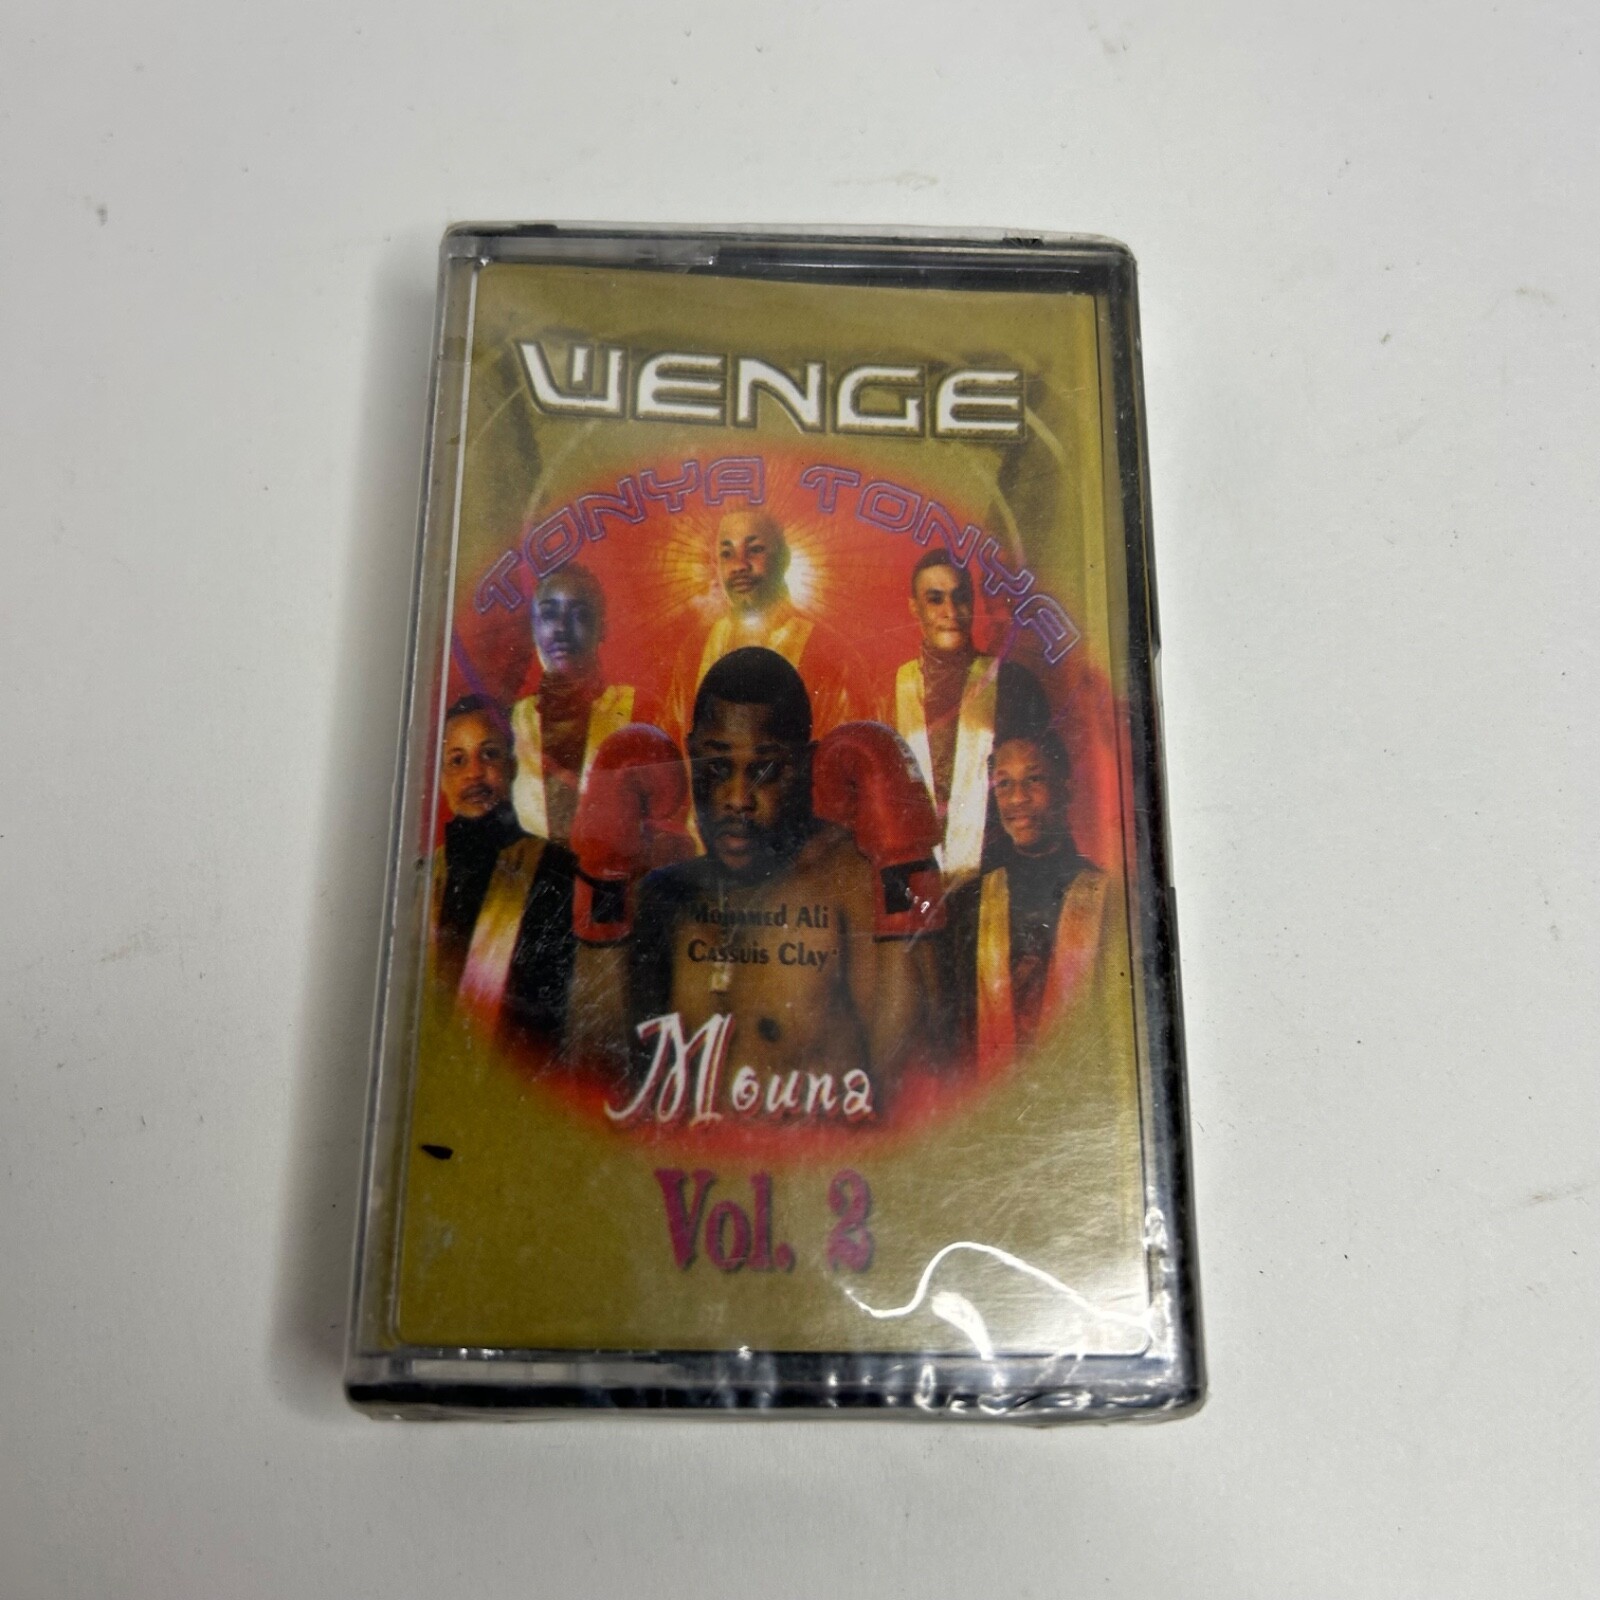 WENGE
TONYA TONYA
Mohamed Ali
Cassuis Clay
Mouna
Vol. 2